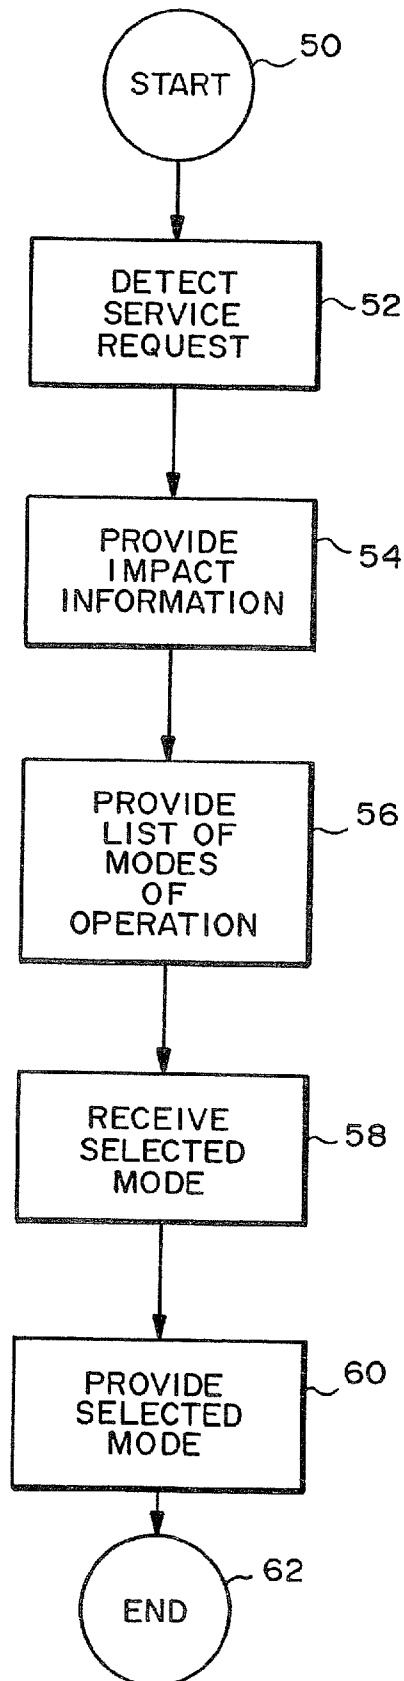 50
START
DETECT
SERVICE
REQUEST
52
PROVIDE
IMPACT
INFORMATION
54
PROVIDE
LIST OF
MODES
OF
OPERATION
56
RECEIVE
SELECTED
MODE
58
PROVIDE
SELECTED
MODE
60
62
END